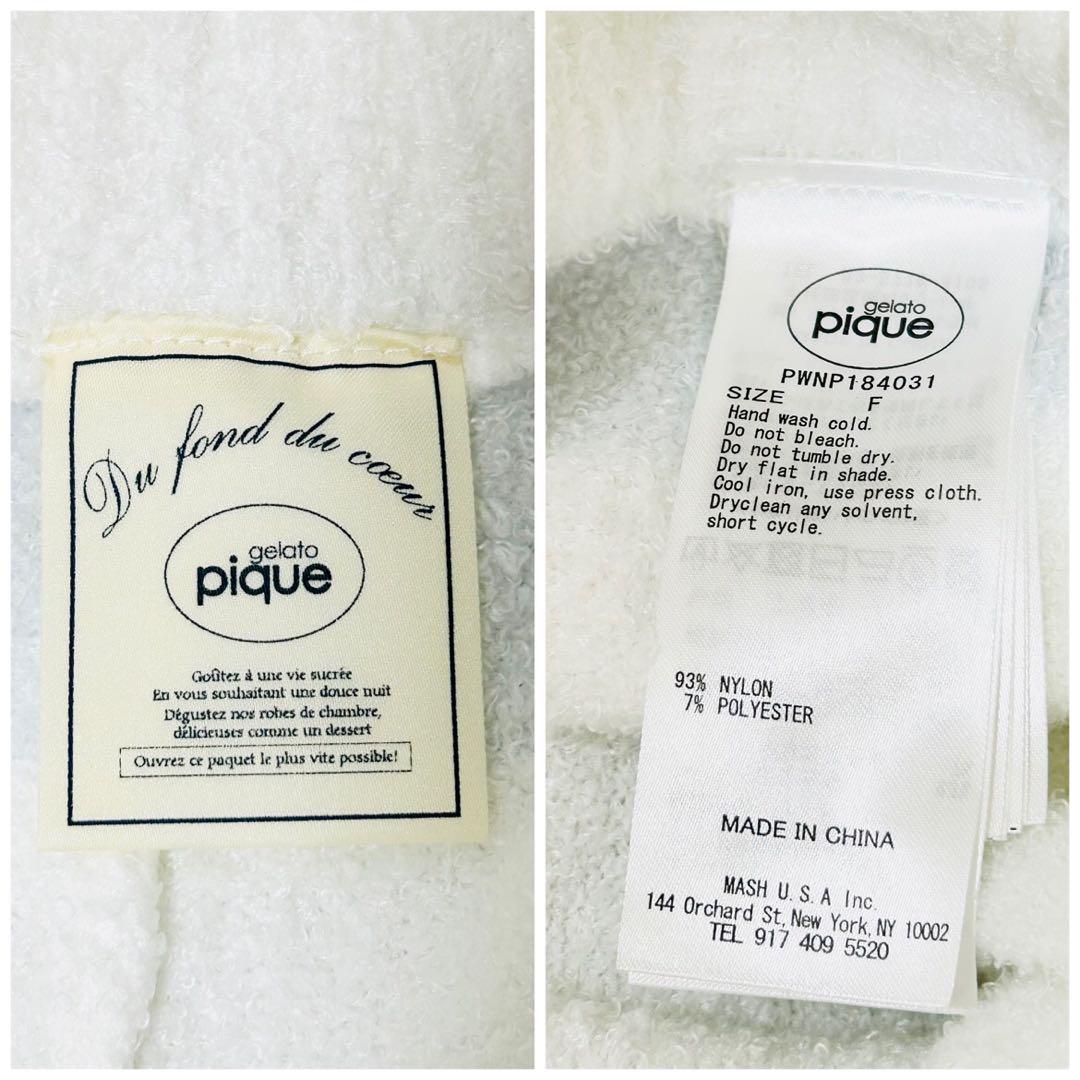 Du fond du cœur
gelato
pique
Goûtez à une vie sucrée
En vous souhaitant une douce nuit
Dégustez nos robes de chambre,
délicieuses comme un dessert
Ouvrez ce paquet le plus vite possible!
gelato
pique
PWNP184031
SIZE F
Hand wash cold.
Do not bleach.
Do not tumble dry.
Dry flat in shade.
Cool iron, use press cloth.
Dryclean any solvent,
short cycle.
93% NYLON
7% POLYESTER
MADE IN CHINA
MASH U.S.A Inc.
144 Orchard St, New York, NY 10002
TEL 917 409 5520